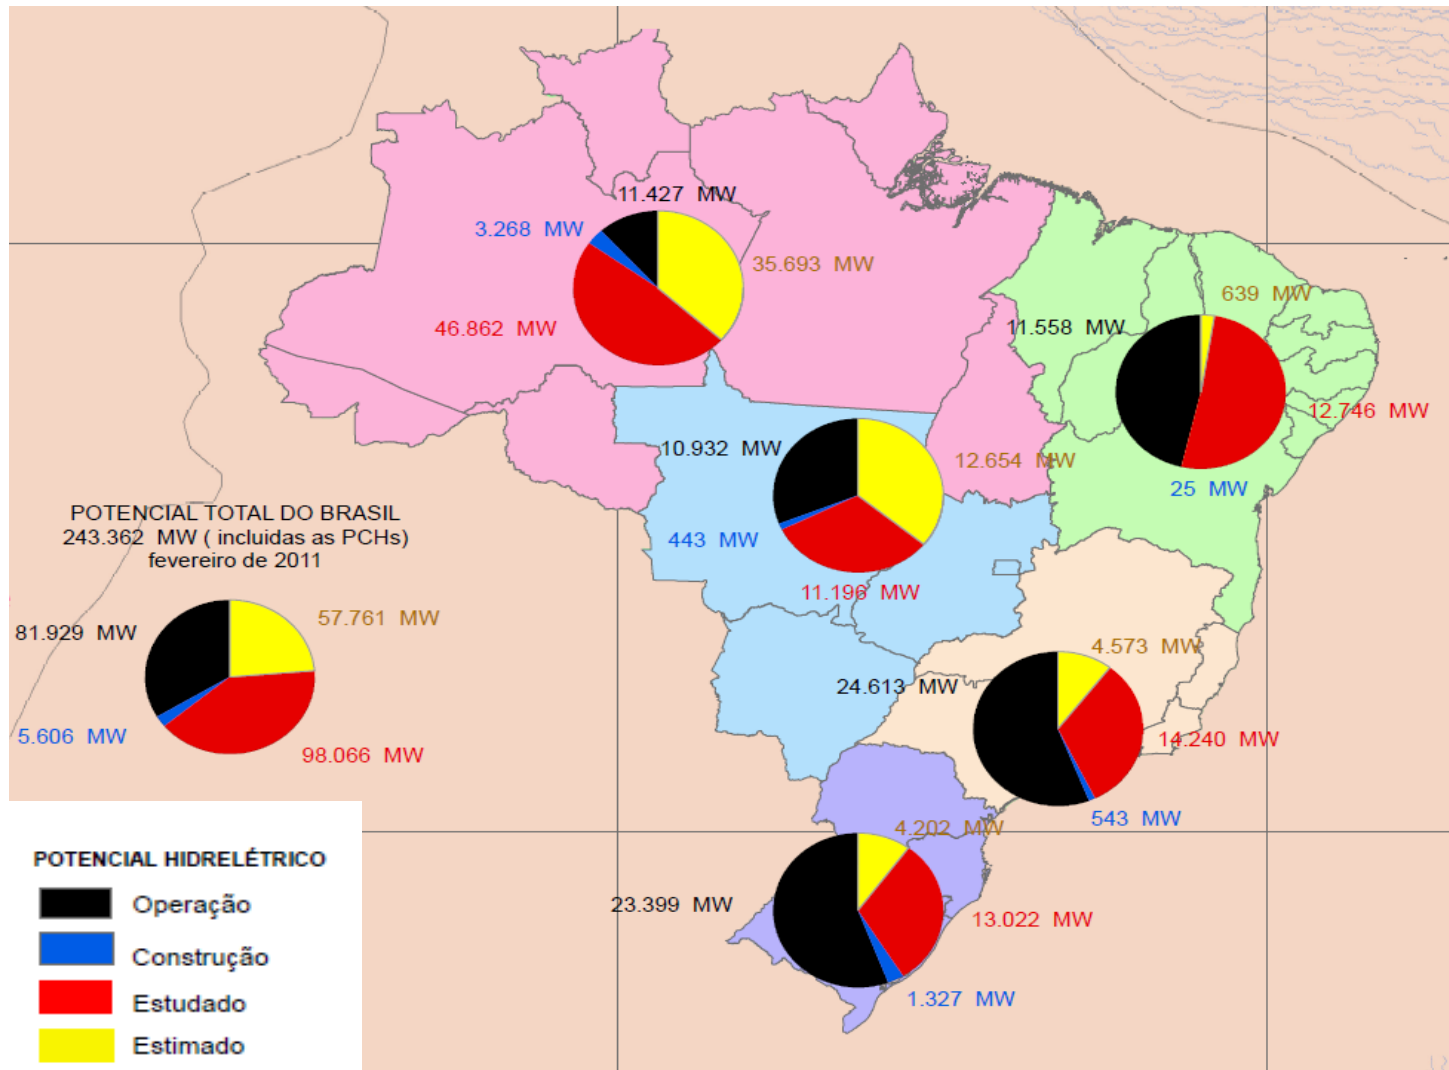 11.427 MW
3.268 MW
35.693 MW
46.862 MW
639 MW
11.558 MW
12.746 MW
25 MW
10.932 MW
12.654 MW
443 MW
11.196 MW
POTENCIAL TOTAL DO BRASIL
243.362 MW ( incluidas as PCHs)
fevereiro de 2011
57.761 MW
81.929 MW
5.606 MW
98.066 MW
4.573 MW
24.613 MW
14.240 MW
543 MW
4.202 MW
23.399 MW
13.022 MW
1.327 MW
POTENCIAL HIDRELÉTRICO
Operação
Construção
Estudado
Estimado